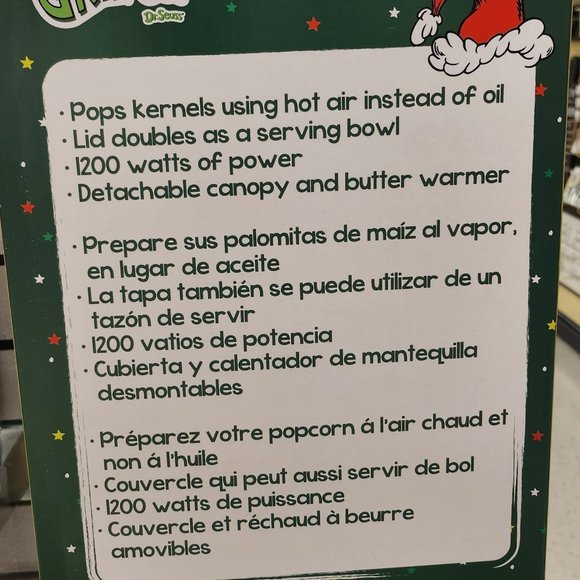 Dr. Seuss
· Pops kernels using hot air instead of oil
· Lid doubles as a serving bowl
· 1200 watts of power
· Detachable canopy and butter warmer
· Prepare sus palomitas de maíz al vapor,
en lugar de aceite
· La tapa también se puede utilizar de un
tazón de servir
· 1200 vatios de potencia
· Cubierta y calentador de mantequilla
desmontables
· Préparez votre popcorn á l'air chaud et
non á l'huile
· Couvercle qui peut aussi servir de bol
· 1200 watts de puissance
· Couvercle et réchaud à beurre
amovibles